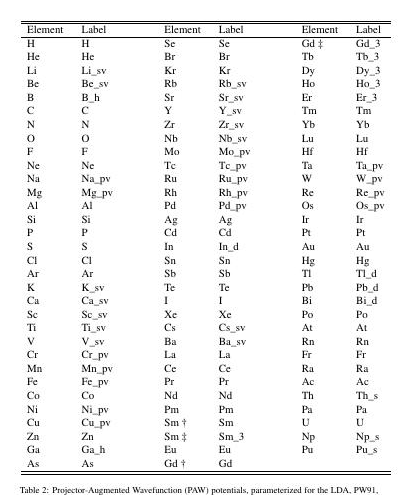 Element Label Element Label Element Label
H H Se Se Gd ‡ Gd_3
He He Br Br Tb Tb_3
Li Li_sv Kr Kr Dy Dy_3
Be Be_sv Rb Rb_sv Ho Ho_3
B B_h Sr Sr_sv Er Er_3
C C Y Y_sv Tm Tm
N N Zr Zr_sv Yb Yb
O O Nb Nb_sv Lu Lu
F F Mo Mo_pv Hf Hf
Ne Ne Tc Tc_pv Ta Ta_pv
Na Na_pv Ru Ru_pv W W_pv
Mg Mg_pv Rh Rh_pv Re Re_pv
Al Al Pd Pd_pv Os Os_pv
Si Si Ag Ag Ir Ir
P P Cd Cd Pt Pt
S S In In_d Au Au
Cl Cl Sn Sn Hg Hg
Ar Ar Sb Sb Tl Tl_d
K K_sv Te Te Pb Pb_d
Ca Ca_sv I I Bi Bi_d
Sc Sc_sv Xe Xe Po Po
Ti Ti_sv Cs Cs_sv At At
V V_sv Ba Ba_sv Rn Rn
Cr Cr_pv La La Fr Fr
Mn Mn_pv Ce Ce Ra Ra
Fe Fe_pv Pr Pr Ac Ac
Co Co Nd Nd Th Th_s
Ni Ni_pv Pm Pm Pa Pa
Cu Cu_pv Sm † Sm U U
Zn Zn Sm ‡ Sm_3 Np Np_s
Ga Ga_h Eu Eu Pu Pu_s
As As Gd † Gd
Table 2: Projector-Augmented Wavefunction (PAW) potentials, parameterized for the LDA, PW91,